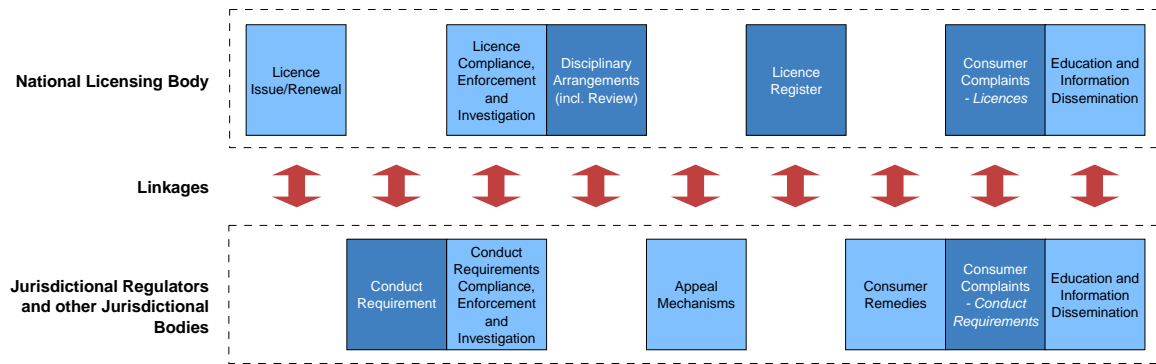 National Licensing Body
Licence
Issue/Renewal
Licence
Compliance,
Enforcement
and
Investigation
Disciplinary
Arrangements
(incl. Review)
Licence
Register
Consumer
Complaints
- Licences
Education and
Information
Dissemination
Linkages
Jurisdictional Regulators
and other Jurisdictional
Bodies
Conduct
Requirement
Conduct
Requirements
Compliance,
Enforcement
and
Investigation
Appeal
Mechanisms
Consumer
Remedies
Consumer
Complaints
- Conduct
Requirements
Education and
Information
Dissemination